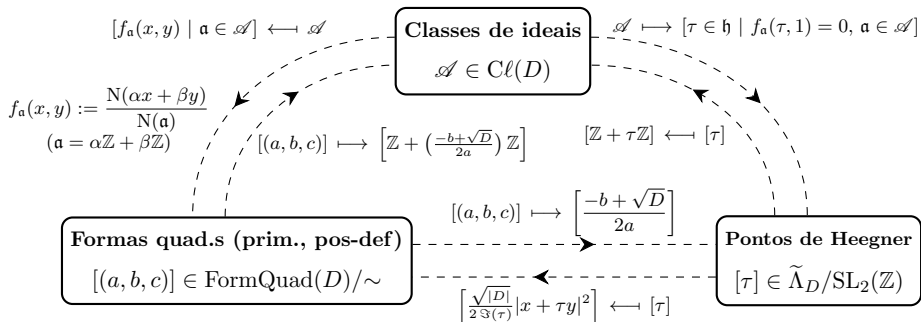 [f_𝔞(x, y) | 𝔞 ∈ 𝒜] ⟻ 𝒜
Classes de ideais
𝒜 ∈ Cℓ(D)
𝒜 ⟼ [τ ∈ 𝔥 | f_𝔞(τ, 1) = 0, 𝔞 ∈ 𝒜]
f_𝔞(x, y) := N(αx + βy) / N(𝔞)
(𝔞 = αℤ + βℤ)
[(a, b, c)] ⟼ [ℤ + ((-b+√D)/(2a)) ℤ]
[ℤ + τℤ] ⟻ [τ]
Formas quad.s (prim., pos-def)
[(a, b, c)] ∈ FormQuad(D)/∼
[(a, b, c)] ⟼ [(-b + √D)/(2a)]
[(√|D|)/(2 ℑ(τ)) |x + τy|²] ⟻ [τ]
Pontos de Heegner
[τ] ∈ Λ̃_D/SL₂(ℤ)